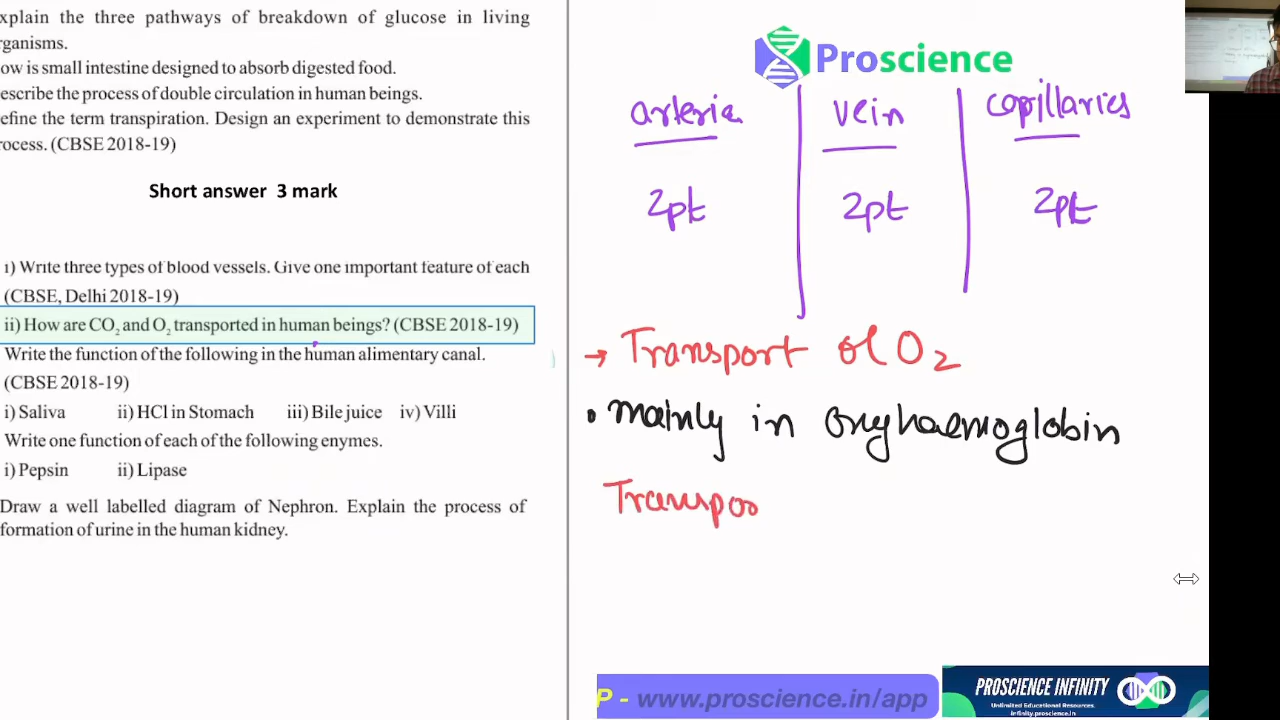 xplain the three pathways of breakdown of glucose in living
rganisms.
ow is small intestine designed to absorb digested food.
escribe the process of double circulation in human beings.
efine the term transpiration. Design an experiment to demonstrate this
rocess. (CBSE 2018-19)
Short answer 3 mark
i) Write three types of blood vessels. Give one important feature of each
(CBSE, Delhi 2018-19)
ii) How are CO₂ and O₂ transported in human beings? (CBSE 2018-19)
Write the function of the following in the human alimentary canal.
(CBSE 2018-19)
i) Saliva ii) HCl in Stomach iii) Bile juice iv) Villi
Write one function of each of the following enymes.
i) Pepsin ii) Lipase
Draw a well labelled diagram of Nephron. Explain the process of
formation of urine in the human kidney.
Proscience
arteria vein capillaries
2pt 2pt 2pt
→ Transport of O₂
• mainly in oxyhaemoglobin
Transpoo
P - www.proscience.in/app
PROSCIENCE INFINITY
Unlimited Educational Resources.
infinity.proscience.in